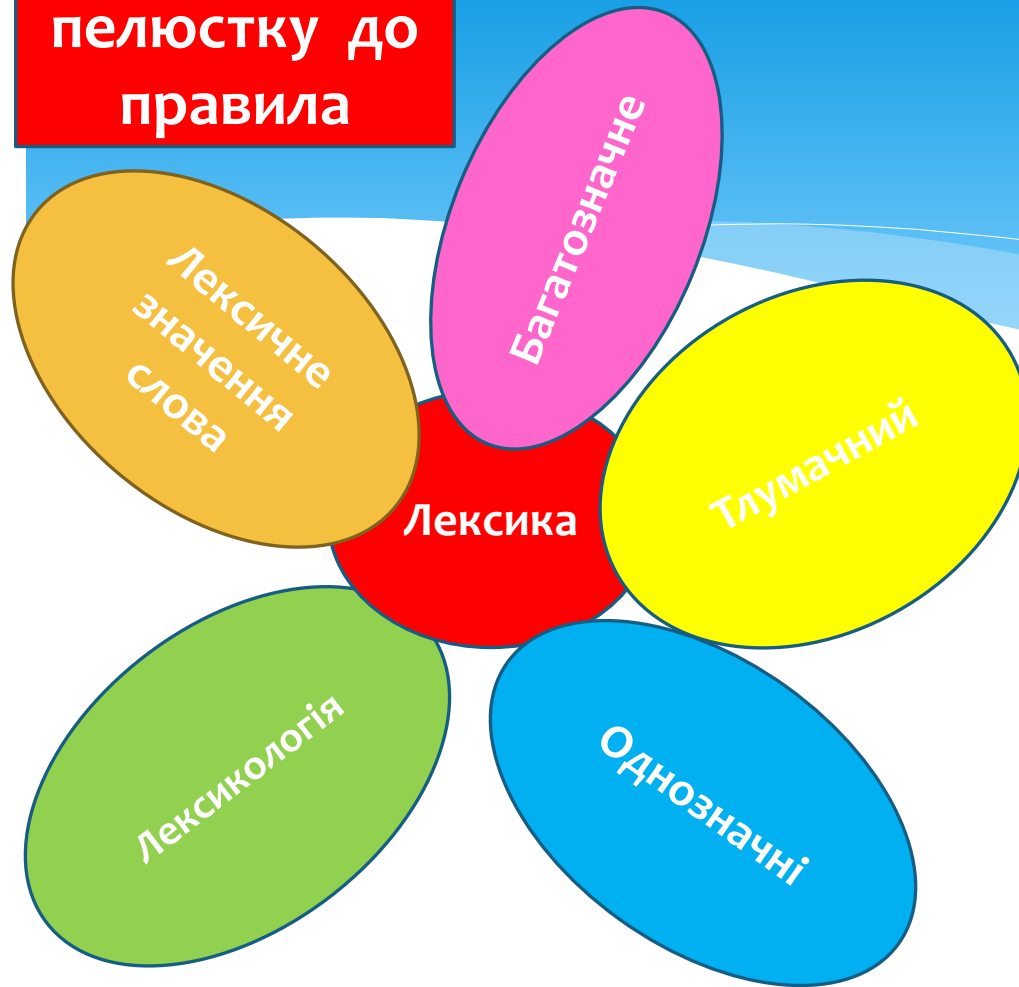 пелюстку до
правила
Багатозначне
Лексичне
значення
слова
Тлумачний
Лексика
Лексикологія
Однозначні